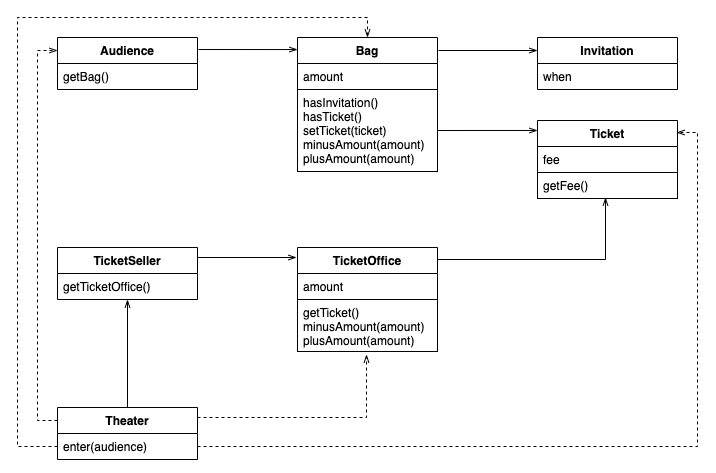 Audience
getBag()
Bag
amount
hasInvitation()
hasTicket()
setTicket(ticket)
minusAmount(amount)
plusAmount(amount)
Invitation
when
Ticket
fee
getFee()
TicketSeller
getTicketOffice()
TicketOffice
amount
getTicket()
minusAmount(amount)
plusAmount(amount)
Theater
enter(audience)